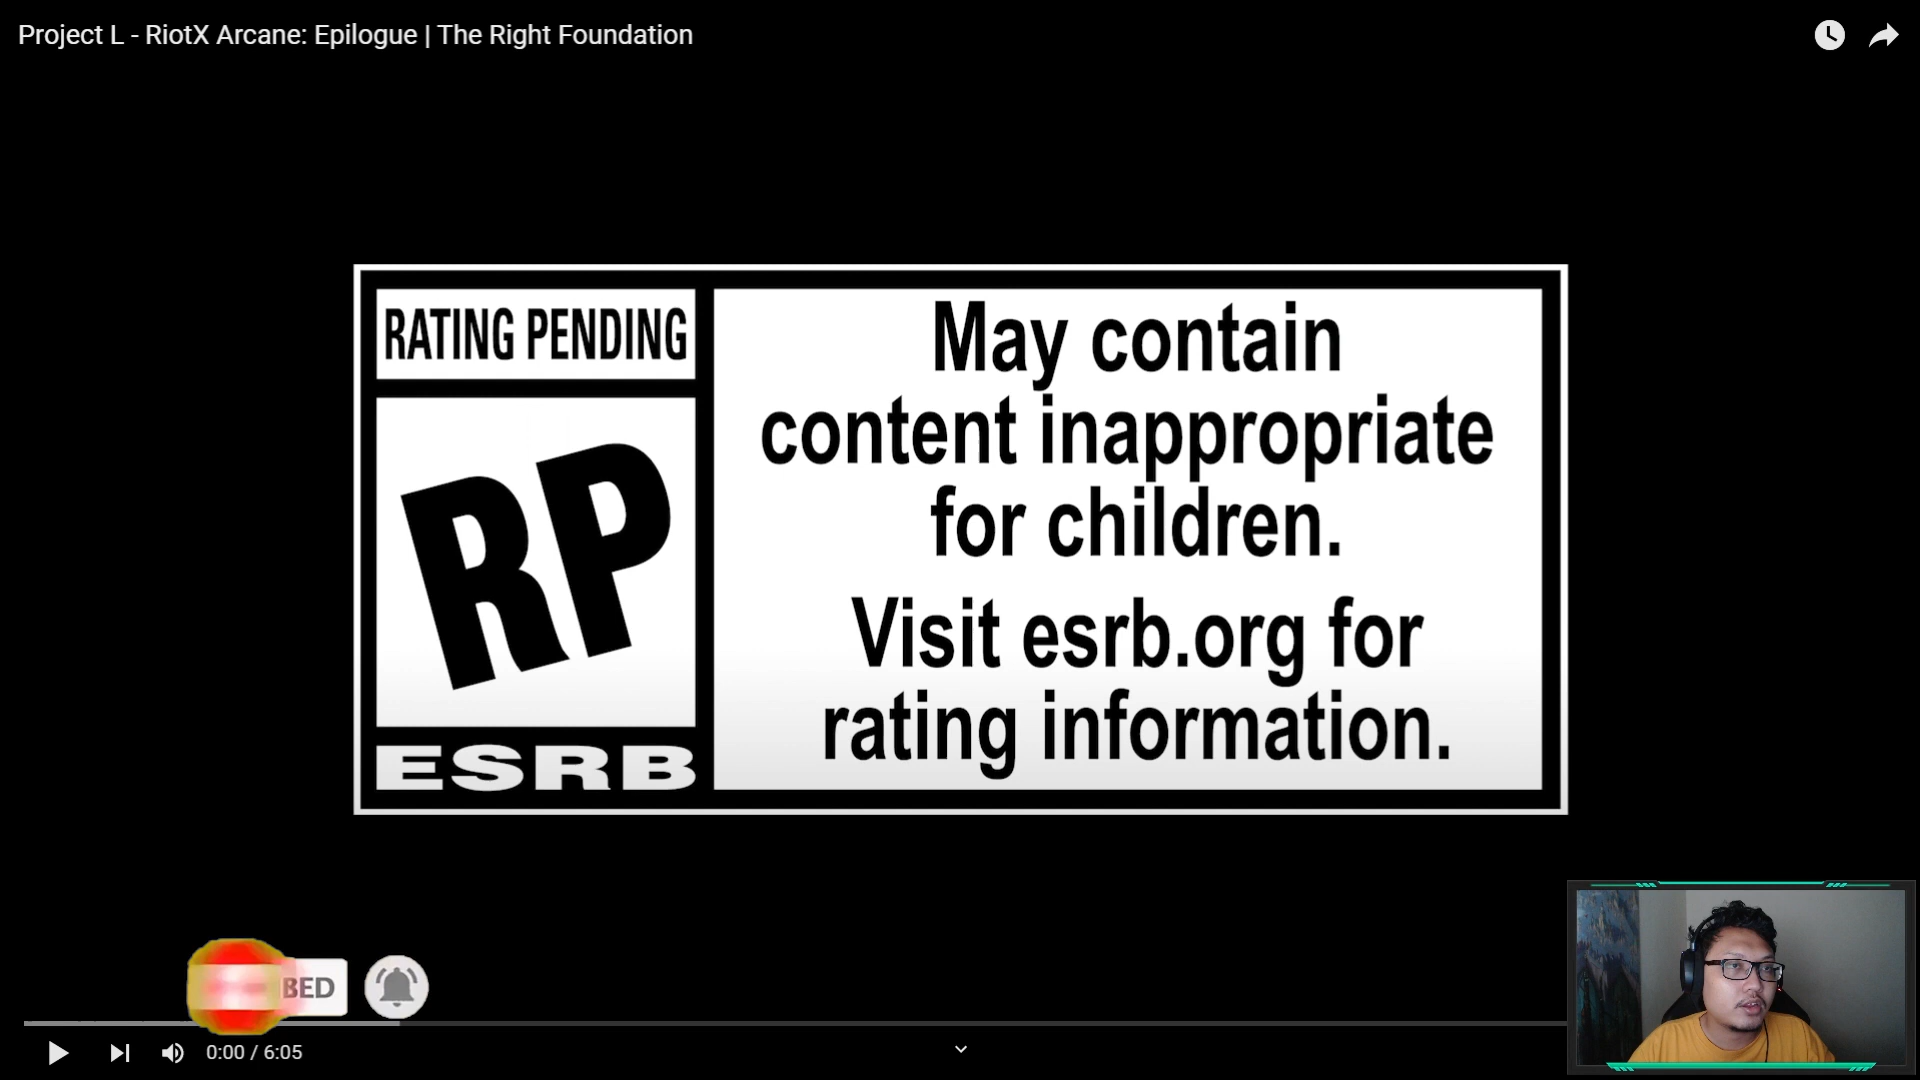 Project L - RiotX Arcane: Epilogue | The Right Foundation
RATING PENDING
RP
ESRB
May contain
content inappropriate
for children.
Visit esrb.org for
rating information.
BED
0:00 / 6:05